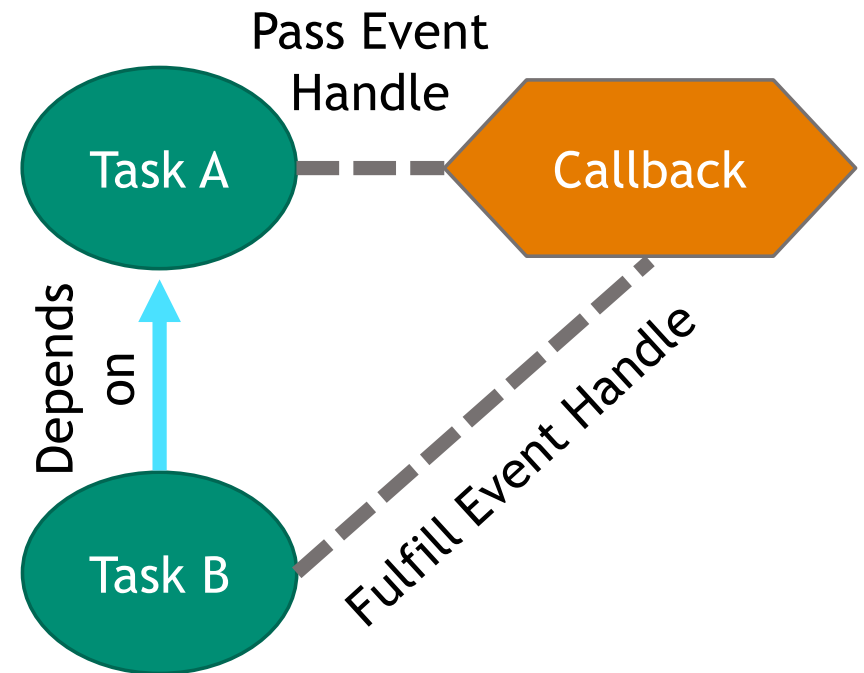 Pass Event
Handle
Task A
Callback
Depends
on
Fulfill Event Handle
Task B